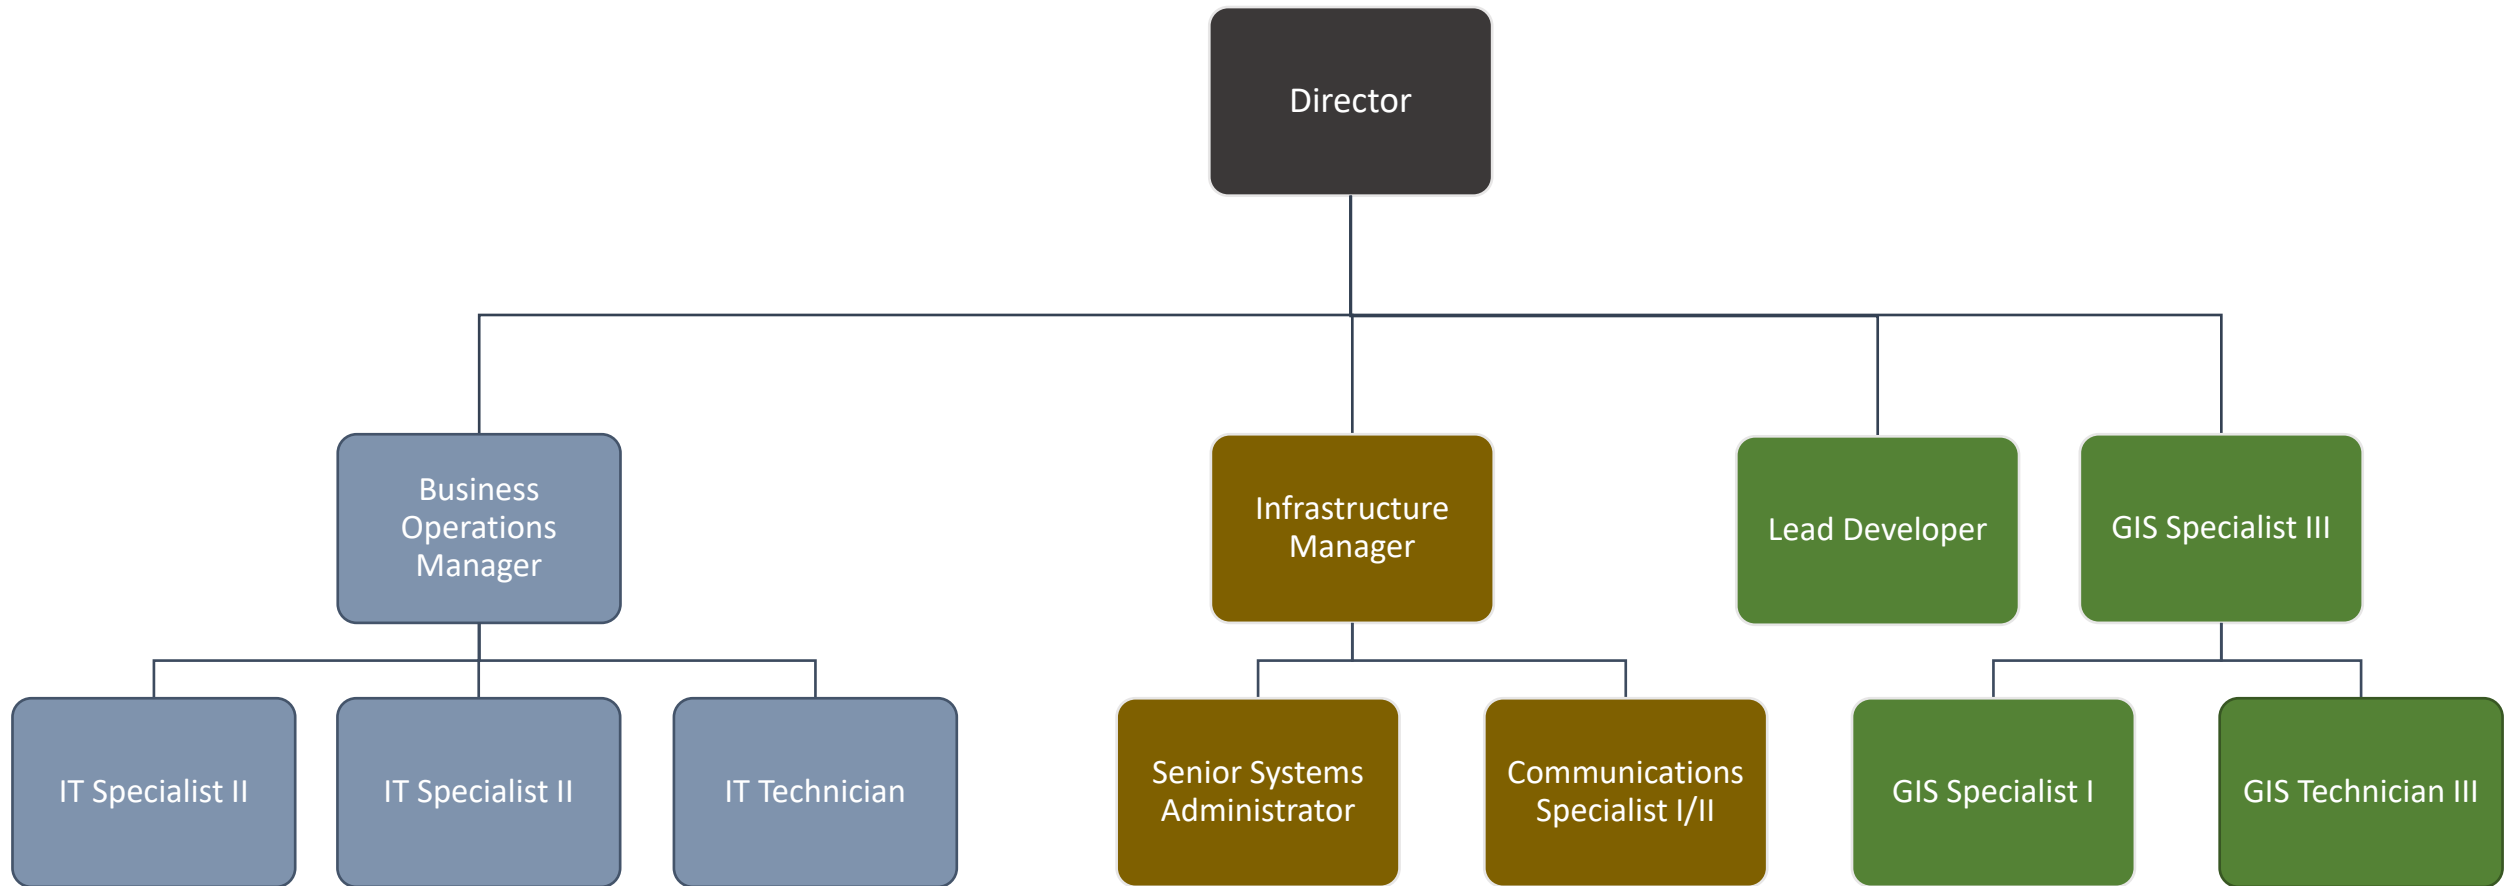 Director
Business
Operations
Manager
Infrastructure
Manager
Lead Developer
GIS Specialist III
IT Specialist II
IT Specialist II
IT Technician
Senior Systems
Administrator
Communications
Specialist I/II
GIS Specialist I
GIS Technician III